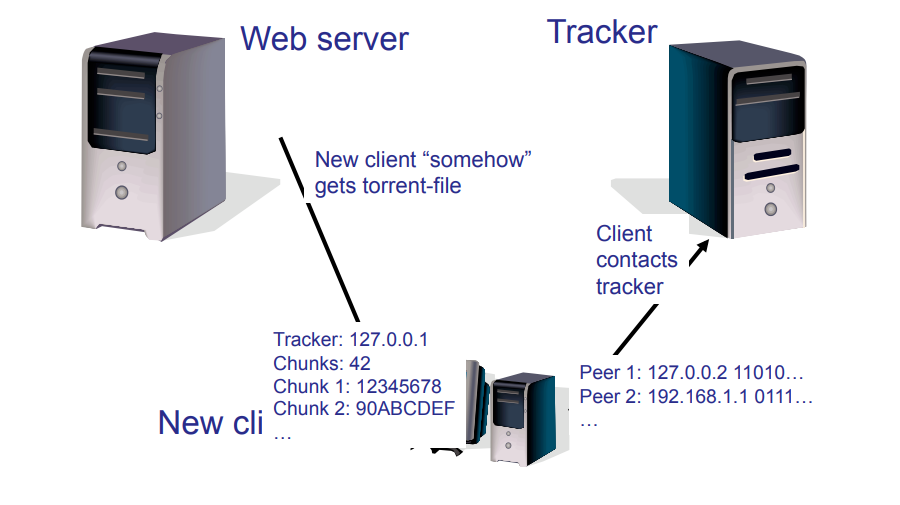 Web server
Tracker
New client “somehow”
gets torrent-file
Client
contacts
tracker
Tracker: 127.0.0.1
Chunks: 42
Chunk 1: 12345678
Chunk 2: 90ABCDEF
…
Peer 1: 127.0.0.2 11010…
Peer 2: 192.168.1.1 0111…
…
New cli